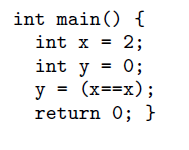 int main() {
  int x = 2;
  int y = 0;
  y = (x==x);
  return 0; }